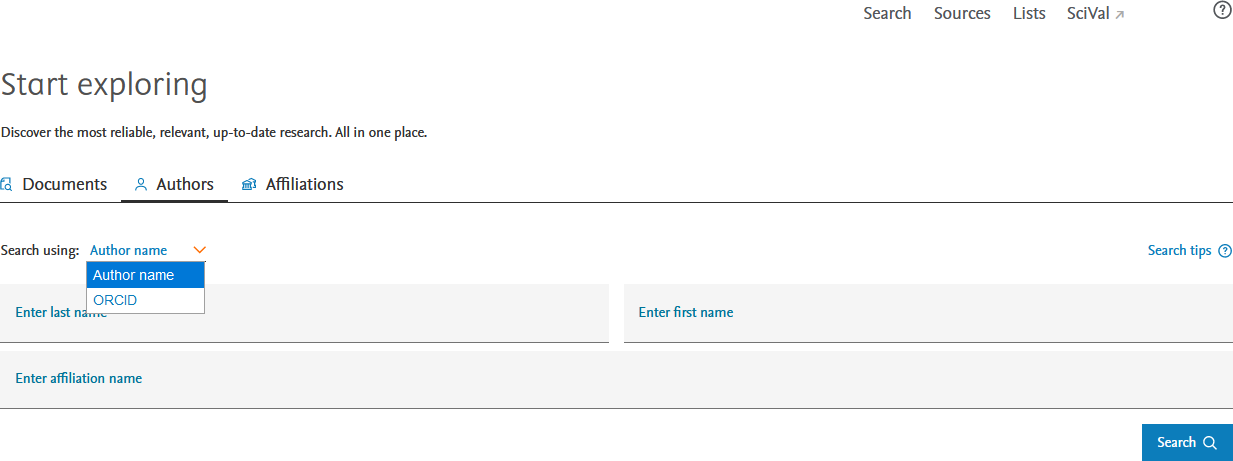 Search Sources Lists SciVal
Start exploring
Discover the most reliable, relevant, up-to-date research. All in one place.
Documents Authors Affiliations
Search using: Author name
Search tips
Author name
ORCID
Enter last name
Enter first name
Enter affiliation name
Search